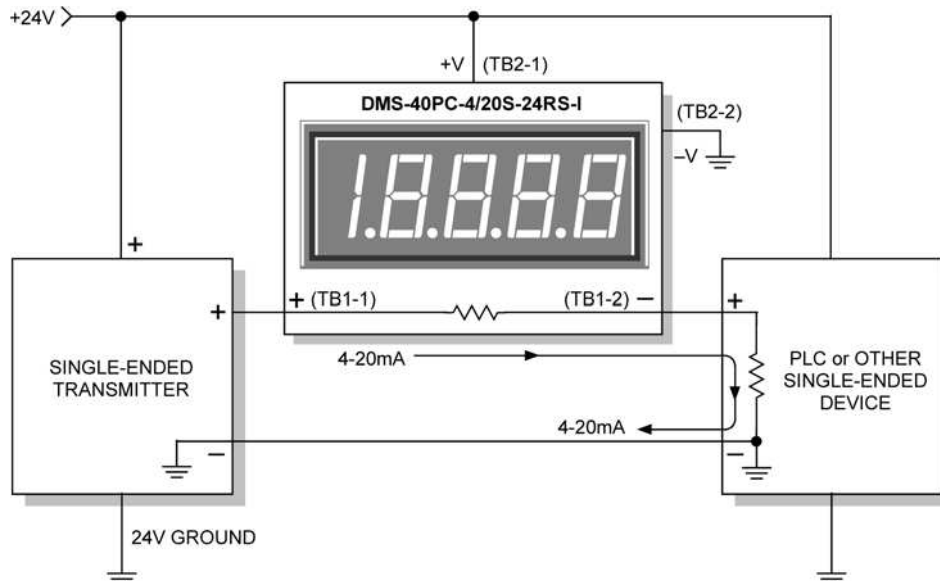 +24V
+V (TB2-1)
DMS-40PC-4/20S-24RS-I
(TB2-2)
–V
1.8.8.8.8
+
+
+ (TB1-1)
(TB1-2) –
+
SINGLE-ENDED
TRANSMITTER
4-20mA
PLC or OTHER
SINGLE-ENDED
DEVICE
4-20mA
–
–
24V GROUND